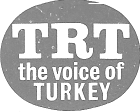 TRT
the voice of
TURKEY